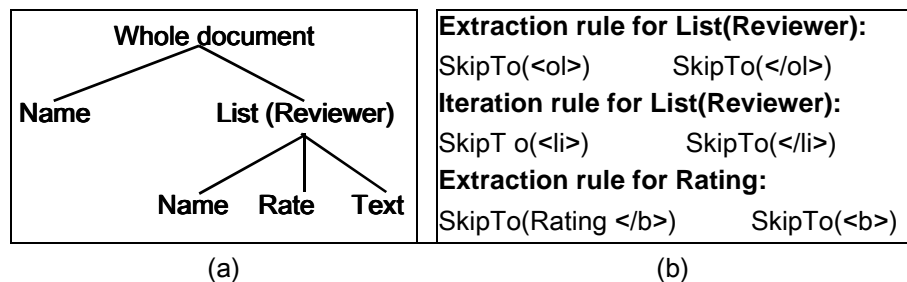 Whole document
Name List (Reviewer)
Name Rate Text
(a)
Extraction rule for List(Reviewer):
SkipTo(<ol>) SkipTo(</ol>)
Iteration rule for List(Reviewer):
SkipT o(<li>) SkipTo(</li>)
Extraction rule for Rating:
SkipTo(Rating </b>) SkipTo(<b>)
(b)